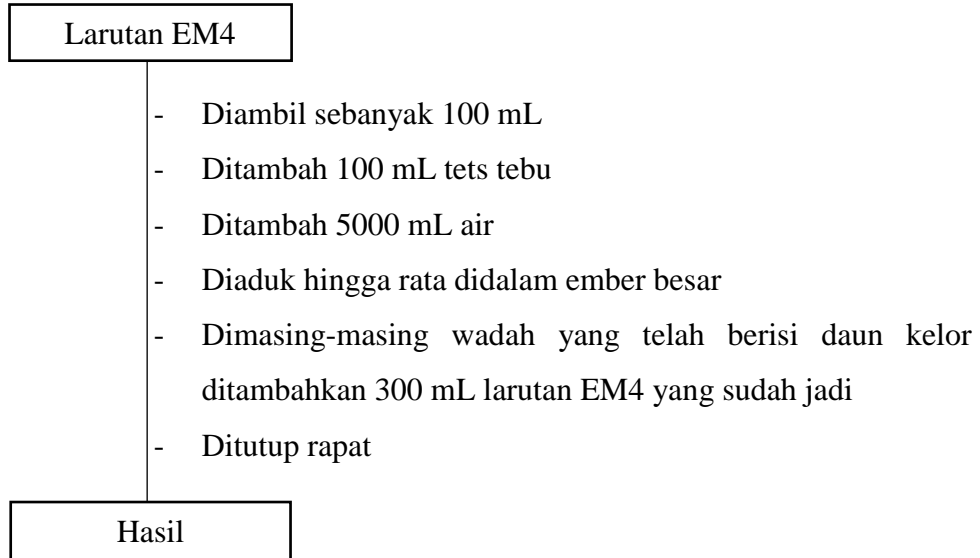 Larutan EM4
- Diambil sebanyak 100 mL
- Ditambah 100 mL tets tebu
- Ditambah 5000 mL air
- Diaduk hingga rata didalam ember besar
- Dimasing-masing wadah yang telah berisi daun kelor
ditambahkan 300 mL larutan EM4 yang sudah jadi
- Ditutup rapat
Hasil